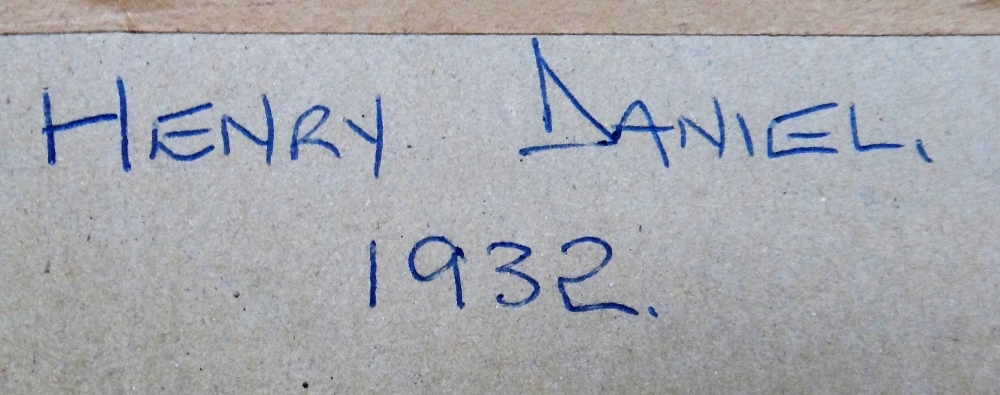 HENRY DANIEL.
1932.